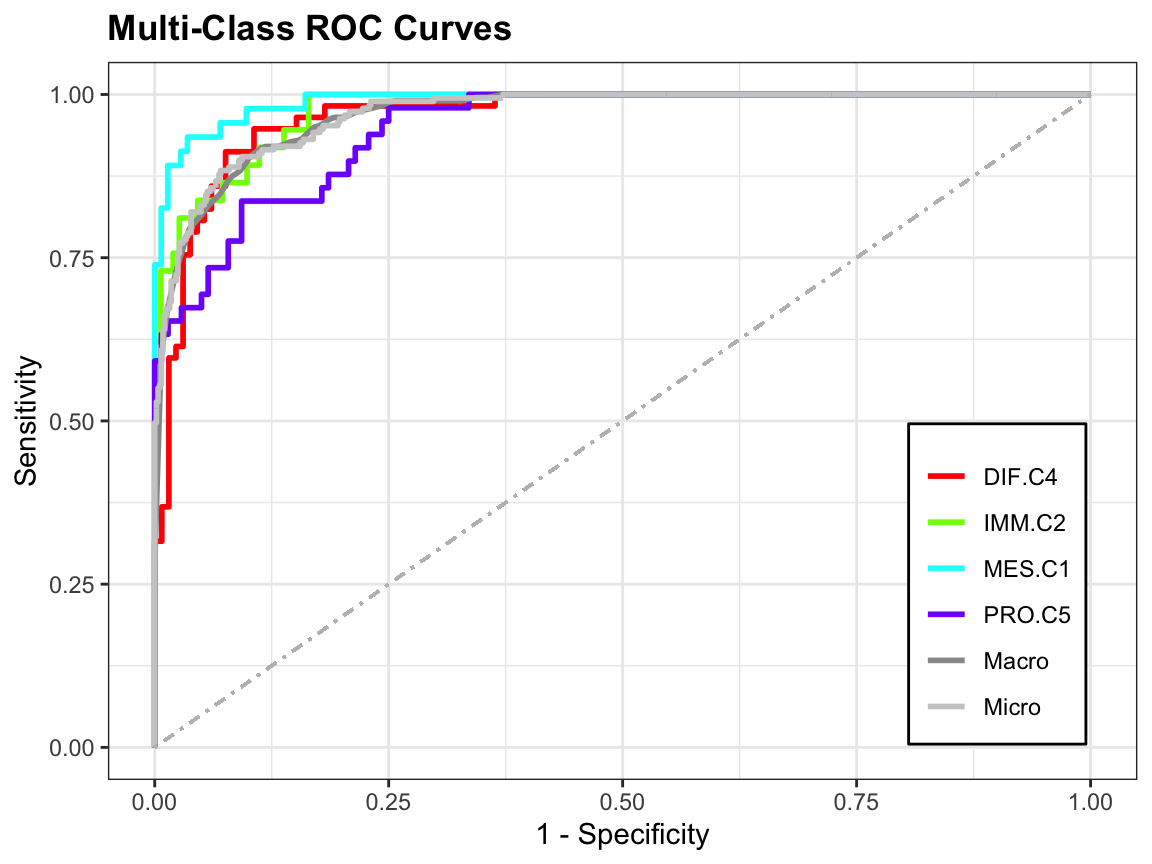 Multi-Class ROC Curves
Sensitivity
1.00
0.75
0.50
0.25
0.00
DIF.C4
IMM.C2
MES.C1
PRO.C5
Macro
Micro
0.00 0.25 0.50 0.75 1.00
1 - Specificity